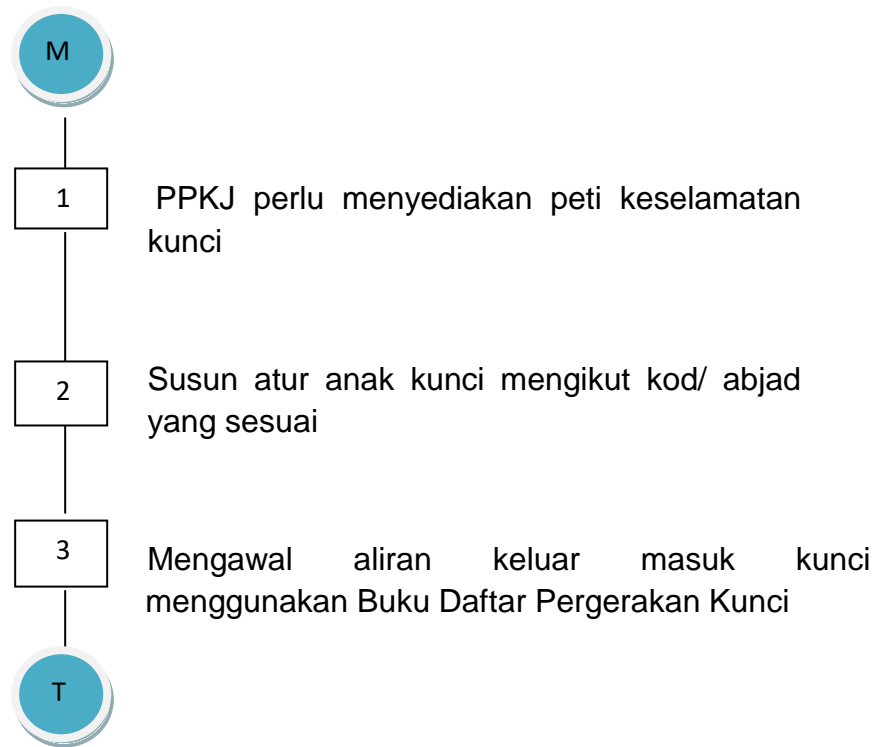 M
1
PPKJ perlu menyediakan peti keselamatan
kunci
2
Susun atur anak kunci mengikut kod/ abjad
yang sesuai
3
Mengawal aliran keluar masuk kunci
menggunakan Buku Daftar Pergerakan Kunci
T